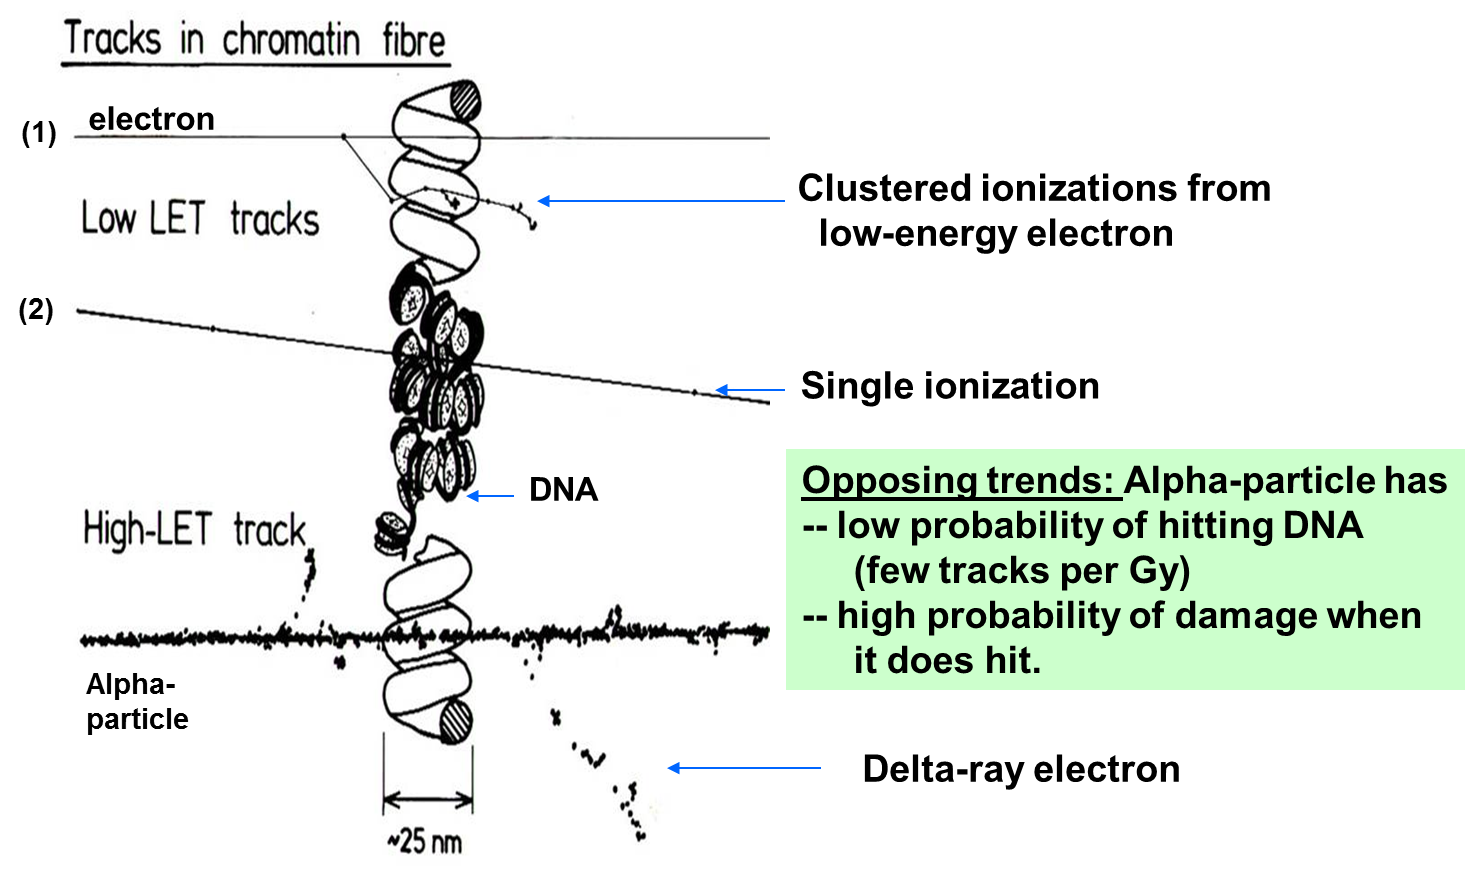 Tracks in chromatin fibre
(1)
electron
Clustered ionizations from
low-energy electron
Low LET tracks
(2)
Single ionization
Opposing trends: Alpha-particle has
-- low probability of hitting DNA
(few tracks per Gy)
-- high probability of damage when
it does hit.
DNA
High-LET track
Alpha-
particle
Delta-ray electron
~25 nm